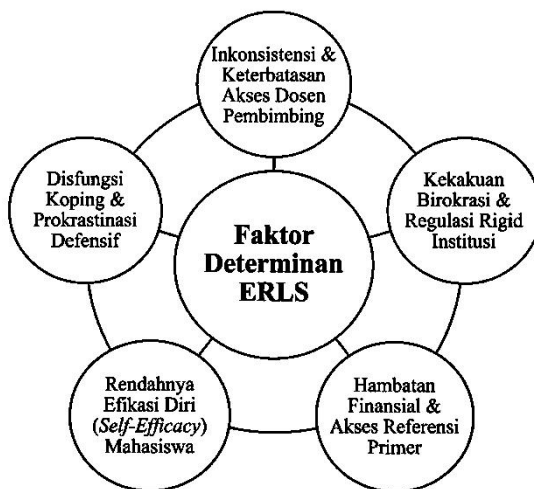 Inkonsistensi &
Keterbatasan
Akses Dosen
Pembimbing
Kekakuan
Birokrasi &
Regulasi Rigid
Institusi
Hambatan
Finansial &
Akses Referensi
Primer
Rendahnya
Efikasi Diri
(Self-Efficacy)
Mahasiswa
Disfungsi
Koping &
Prokrastinasi
Defensif
Faktor
Determinan
ERLS